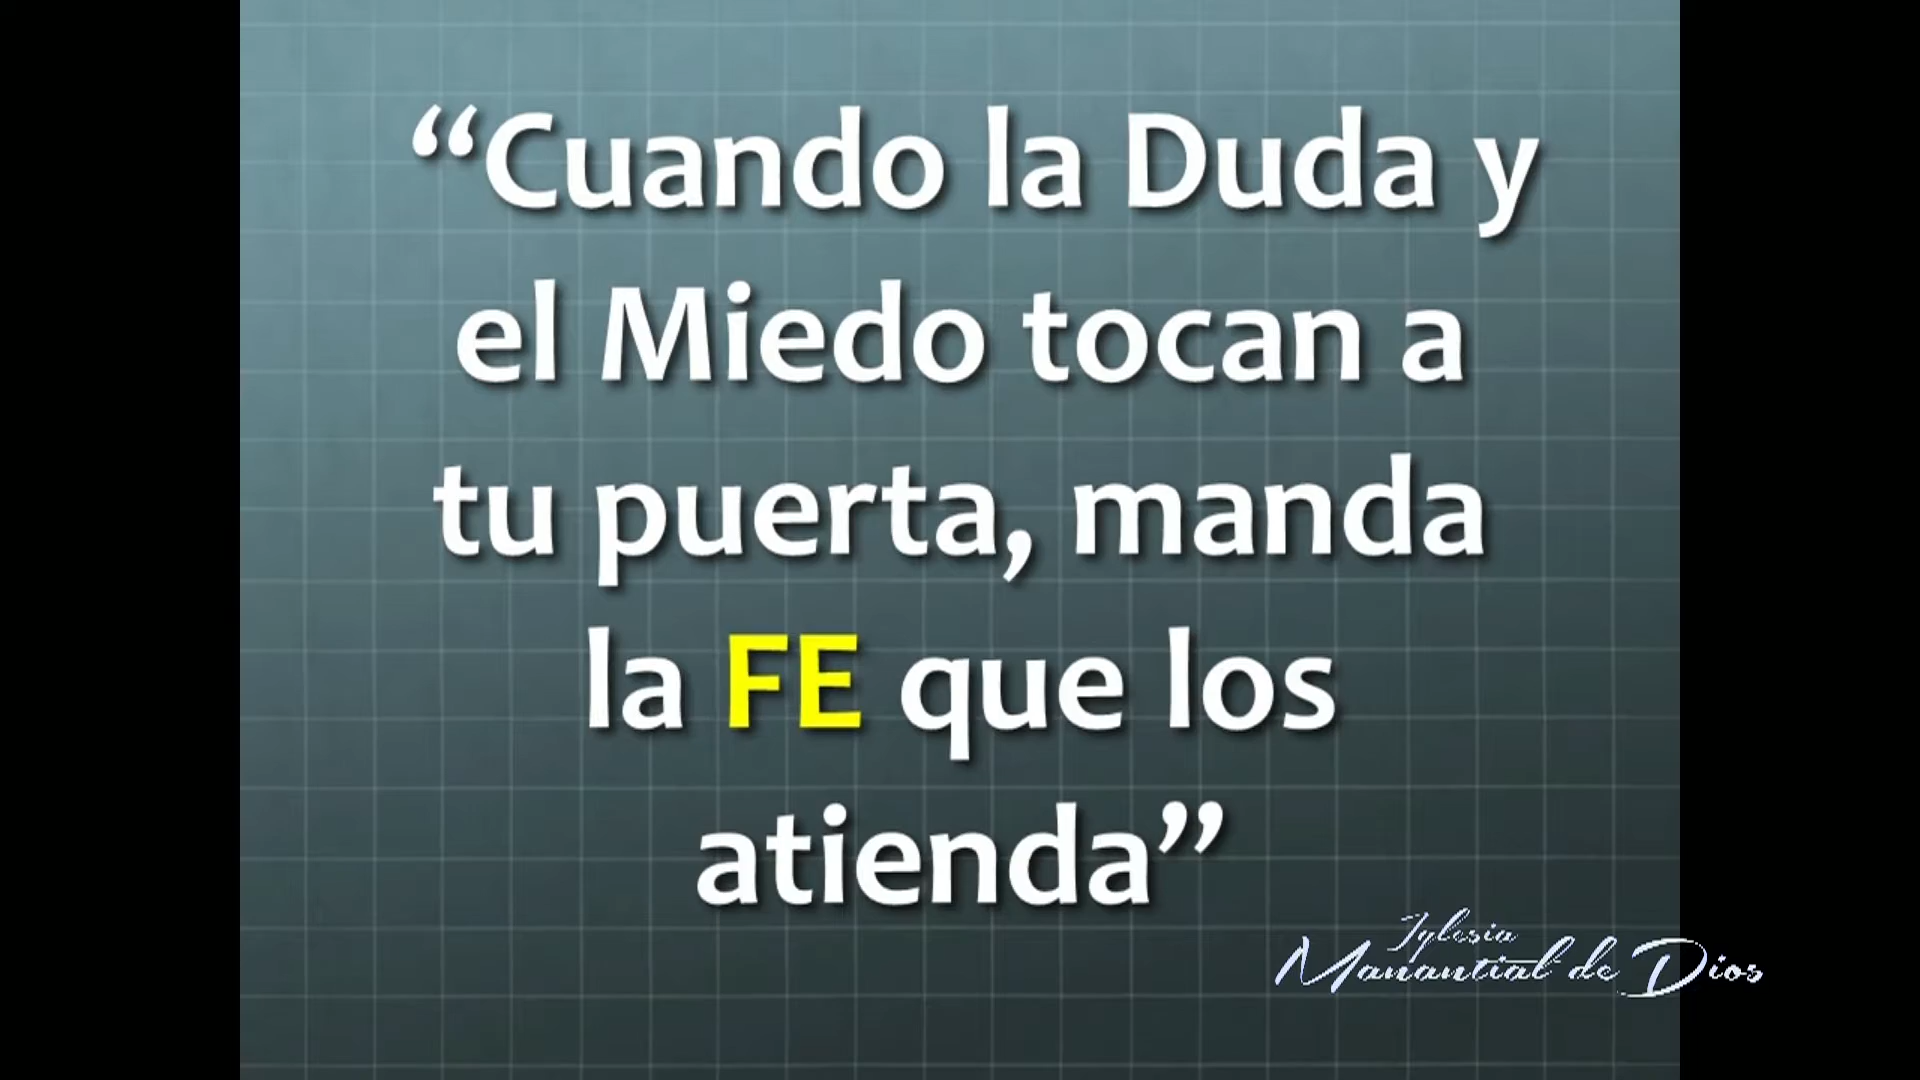 “Cuando la Duda y
el Miedo tocan a
tu puerta, manda
la FE que los
atienda”
Iglesia
Manantial de Dios